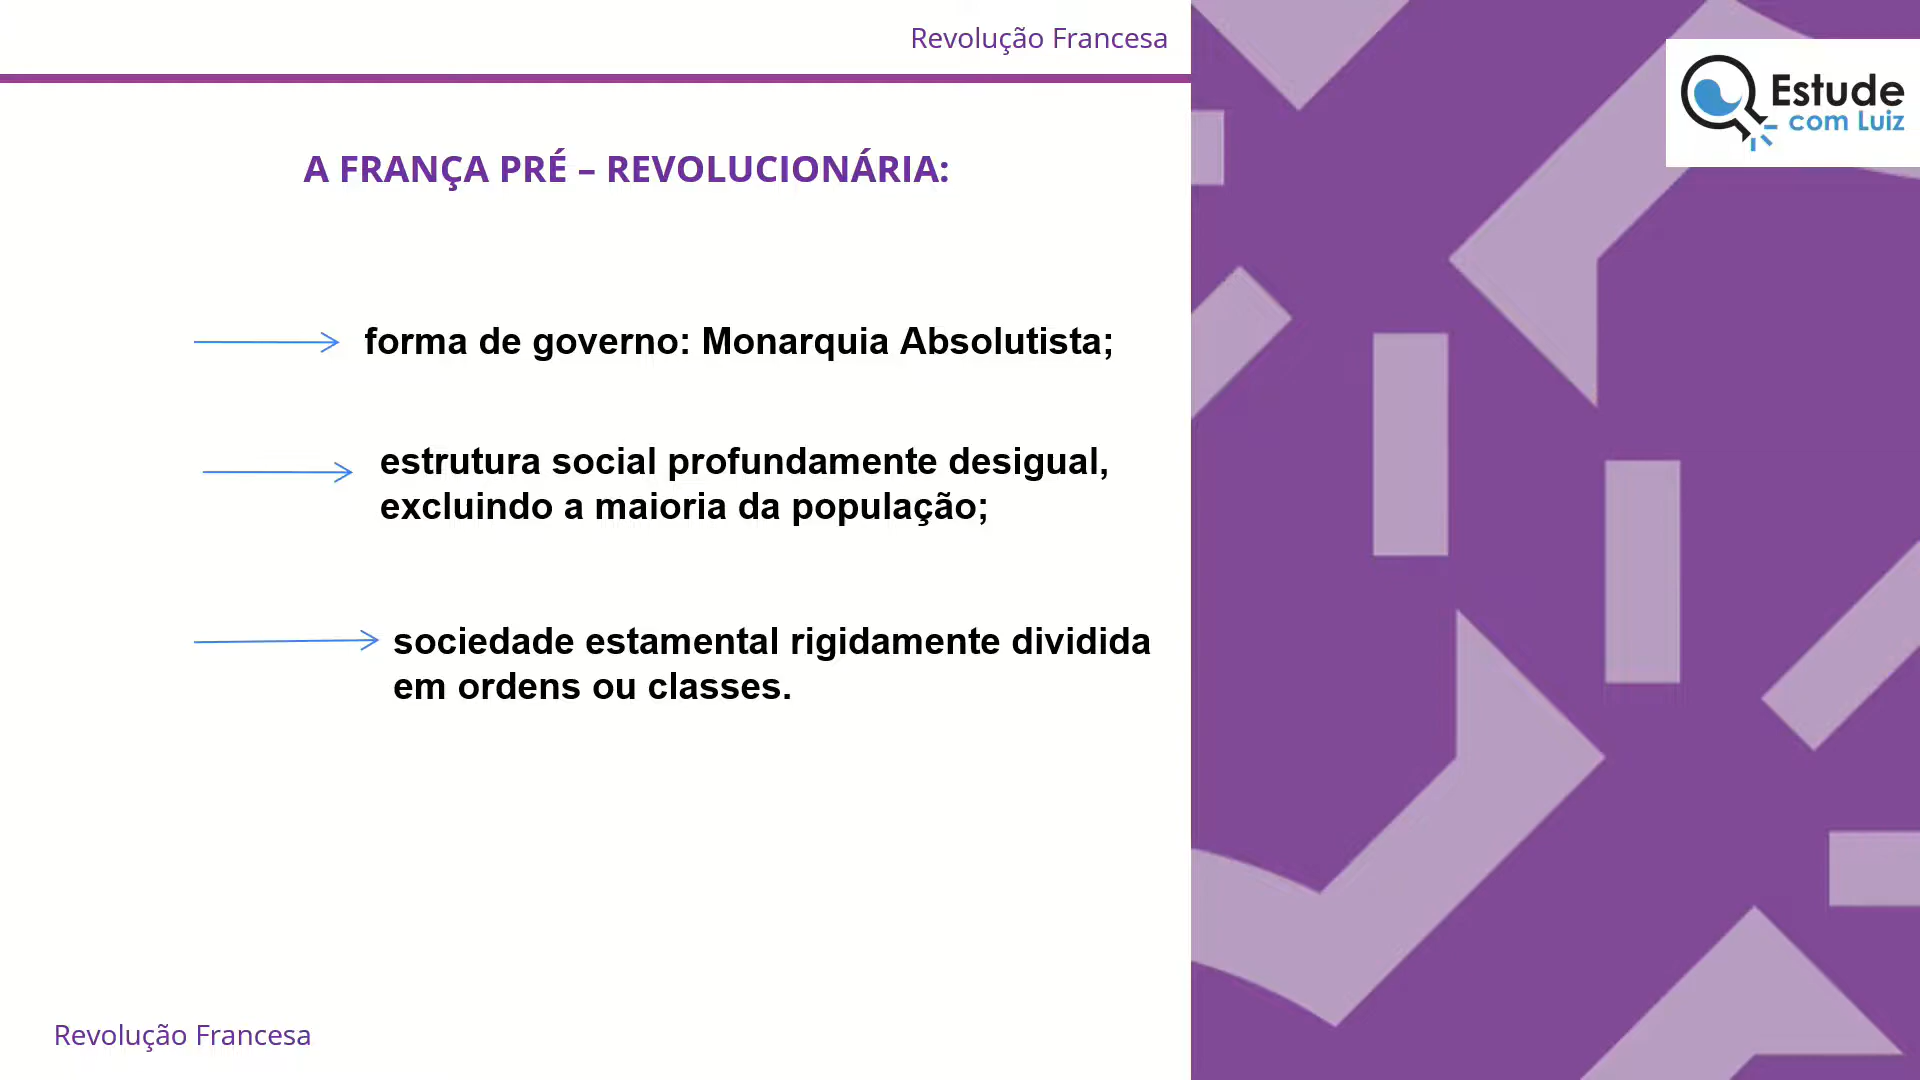 Revolução Francesa
Estude
com Luiz
A FRANÇA PRÉ – REVOLUCIONÁRIA:
forma de governo: Monarquia Absolutista;
estrutura social profundamente desigual,
excluindo a maioria da população;
sociedade estamental rigidamente dividida
em ordens ou classes.
Revolução Francesa